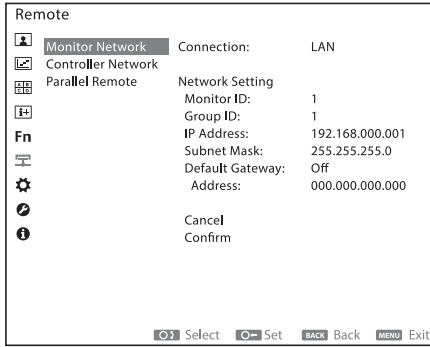 Remote
Monitor Network Connection: LAN
Controller Network
Parallel Remote Network Setting
Monitor ID: 1
Group ID: 1
Fn IP Address: 192.168.000.001
Subnet Mask: 255.255.255.0
Default Gateway: Off
Address: 000.000.000.000
Cancel
Confirm
Select Set BACK Back MENU Exit